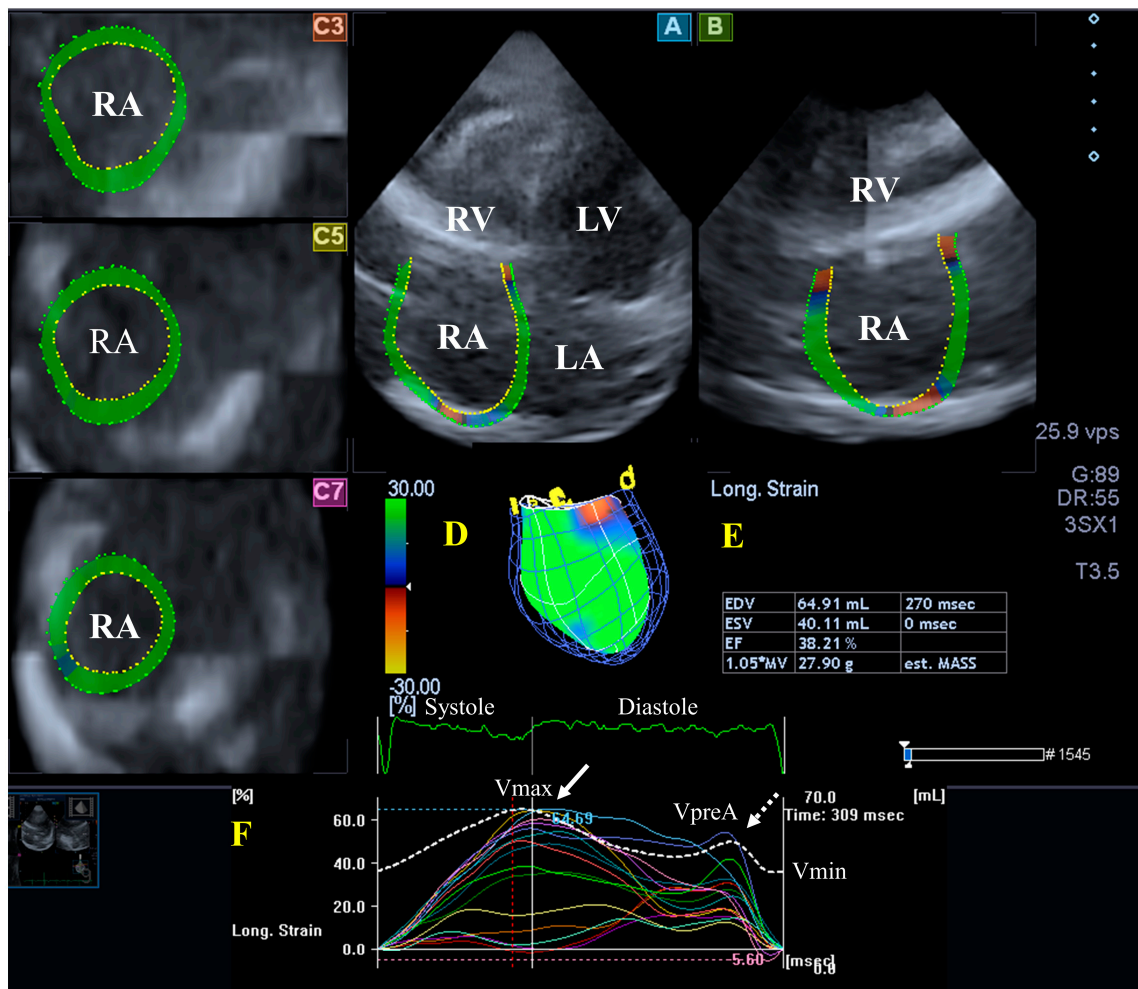 C3
RA
C5
RA
C7
RA
A
RV
LV
RA
LA
B
RV
RA
25.9 vps
G:89
DR:55
3SX1
T3.5
30.00
D
-30.00
[%]
d
Long. Strain
E
EDV 64.91 mL 270 msec
ESV 40.11 mL 0 msec
EF 38.21 %
1.05*MV 27.90 g est. MASS
Systole
Diastole
# 1545
F
[%]
60.0
40.0
20.0
0.0
Long. Strain
Vmax
64.69
VpreA
Vmin
70.0
[mL]
Time: 309 msec
-5.60
[msec]